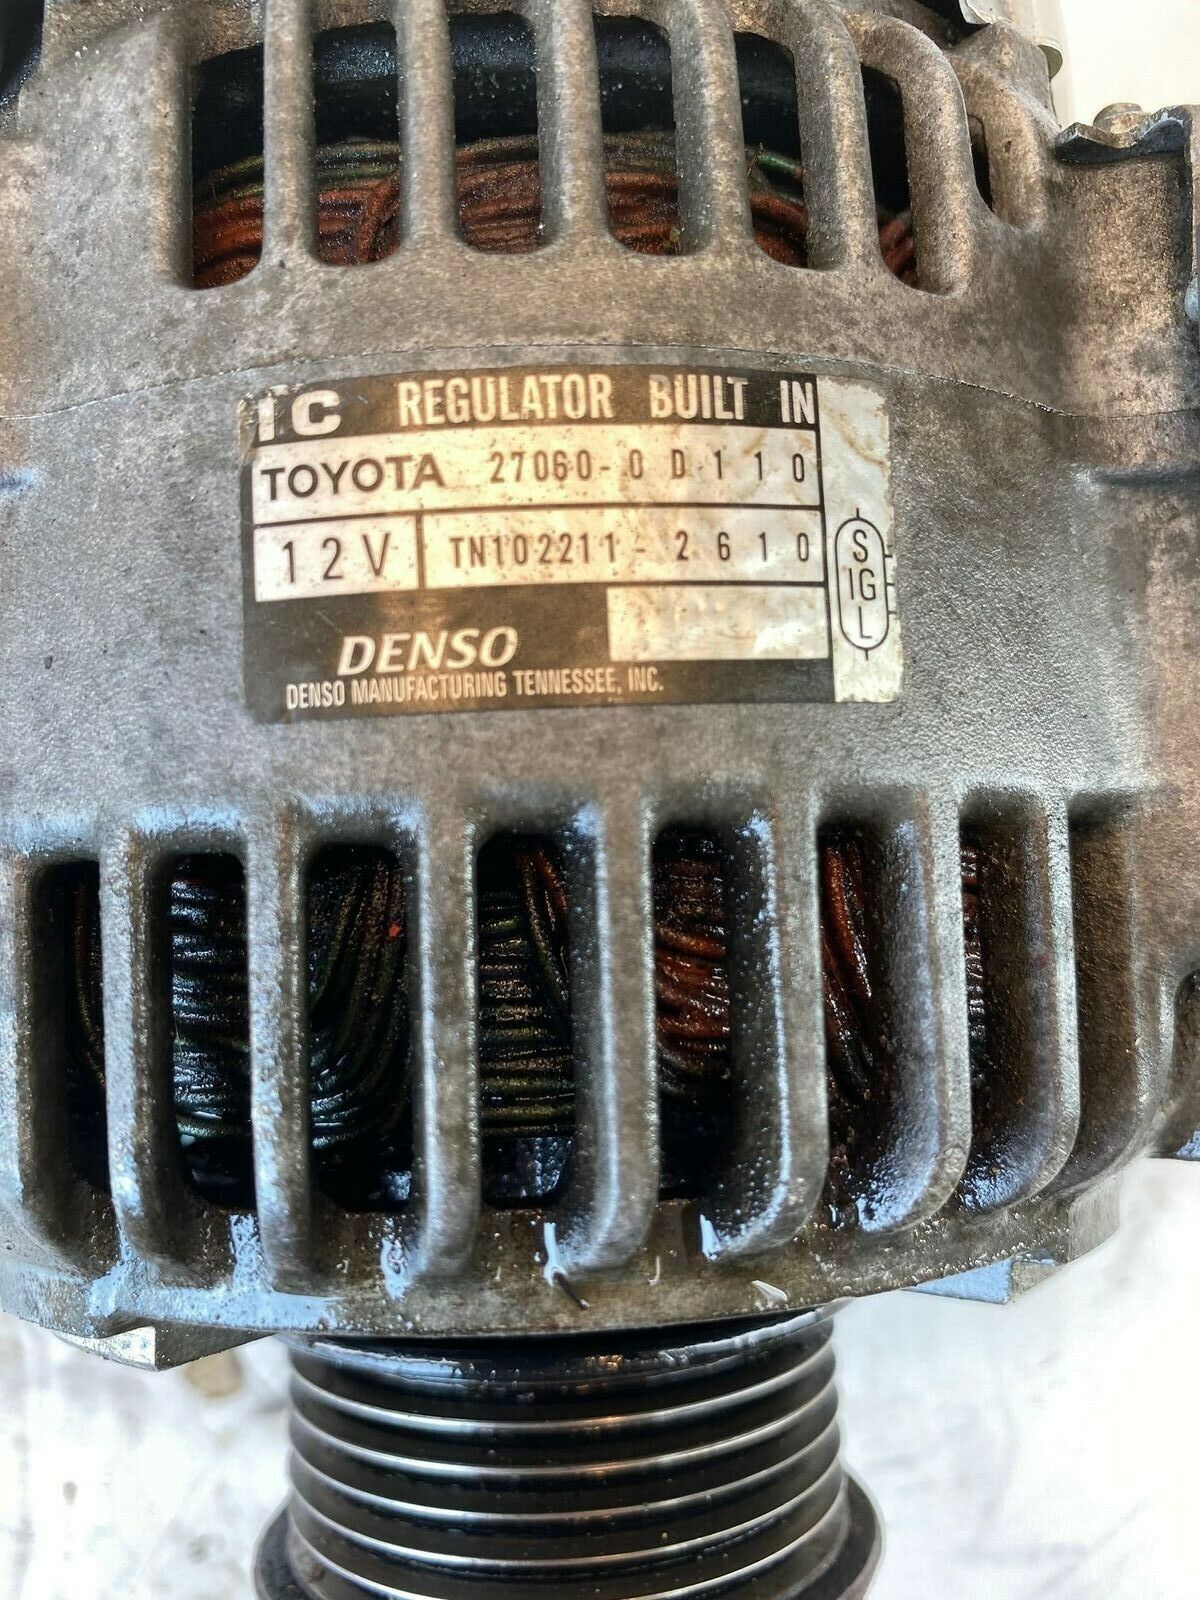 IC REGULATOR BUILT IN
TOYOTA 27060-0D110
12V TN102211-2610
DENSO
DENSO MANUFACTURING TENNESSEE, INC.
S
IG
L